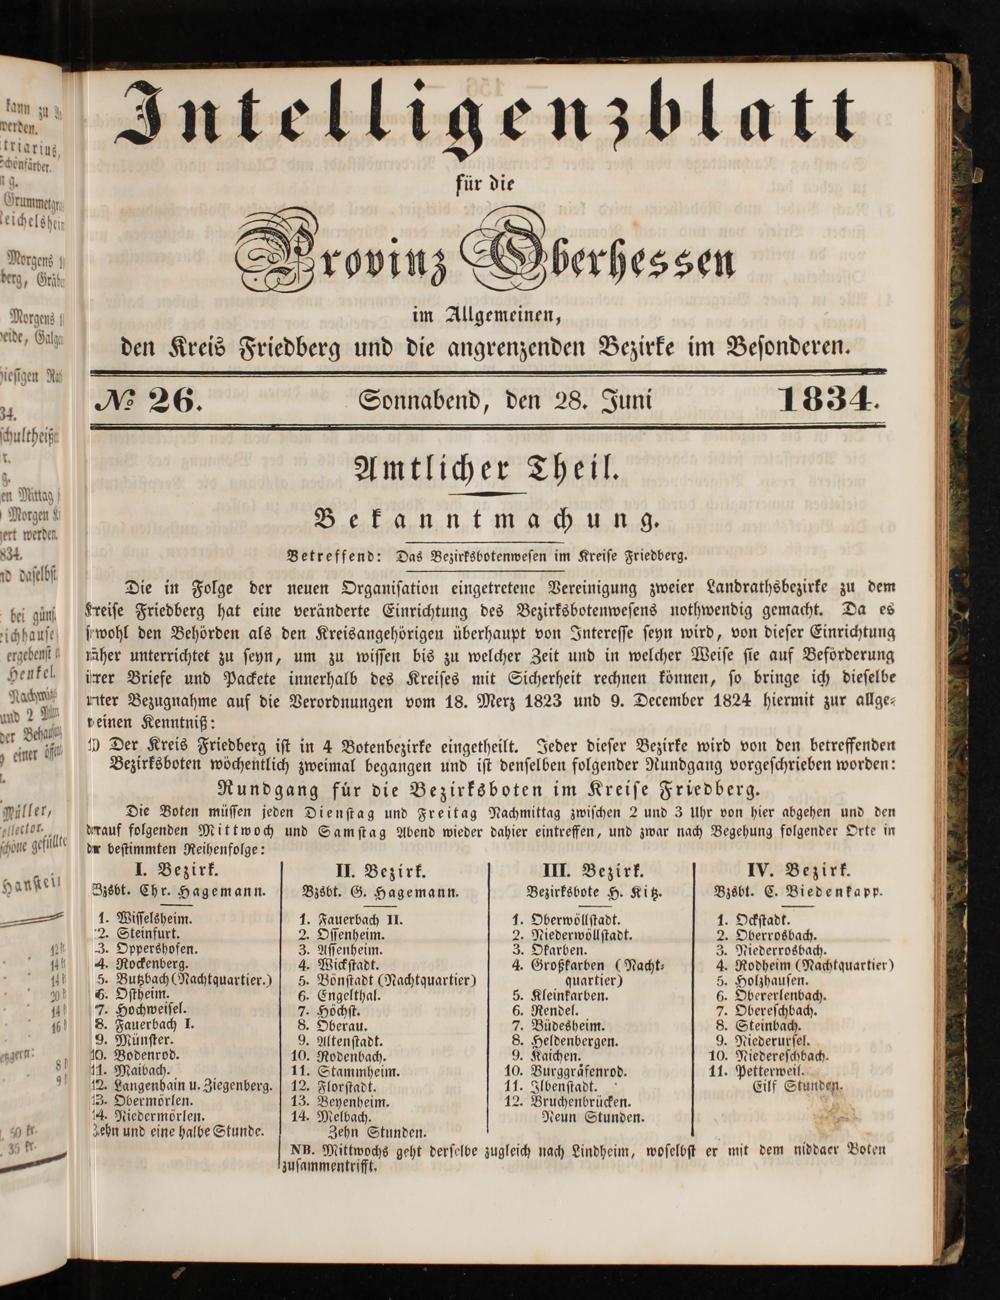 Intelligenzblatt
für die
Provinz Oberhessen
im Allgemeinen,
den Kreis Friedberg und die angrenzenden Bezirke im Besonderen.
№ 26. Sonnabend, den 28. Juni 1834.
Amtlicher Theil.
Bekanntmachung.
Betreffend: Das Bezirksbotenwesen im Kreise Friedberg.
Die in Folge der neuen Organisation eingetretene Vereinigung zweier Landrathsbezirke zu dem
Kreise Friedberg hat eine veränderte Einrichtung des Bezirksbotenwesens nothwendig gemacht. Da es
sowohl den Behörden als den Kreisangehörigen überhaupt von Interesse seyn wird, von dieser Einrichtung
näher unterrichtet zu seyn, um zu wissen bis zu welcher Zeit und in welcher Weise sie auf Beförderung
ihrer Briefe und Packete innerhalb des Kreises mit Sicherheit rechnen können, so bringe ich dieselbe
unter Bezugnahme auf die Verordnungen vom 18. Merz 1823 und 9. December 1824 hiermit zur allge-
meinen Kenntniß:
1) Der Kreis Friedberg ist in 4 Botenbezirke eingetheilt. Jeder dieser Bezirke wird von den betreffenden
Bezirksboten wöchentlich zweimal begangen und ist denselben folgender Rundgang vorgeschrieben worden:
Rundgang für die Bezirksboten im Kreise Friedberg.
Die Boten müssen jeden Dienstag und Freitag Nachmittag zwischen 2 und 3 Uhr von hier abgehen und den
darauf folgenden Mittwoch und Samstag Abend wieder dahier eintreffen, und zwar nach Begehung folgender Orte in
der bestimmten Reihenfolge:
I. Bezirk.
Bzsbt. Chr. Hagemann.
1. Wisselsheim.
2. Steinfurt.
3. Oppershofen.
4. Rockenberg.
5. Butzbach (Nachtquartier.)
6. Ostheim.
7. Hochweisel.
8. Fauerbach I.
9. Münster.
10. Bodenrod.
11. Maibach.
12. Langenhain u. Ziegenberg.
13. Obermörlen.
14. Niedermörlen.
Zehn und eine halbe Stunde.
II. Bezirk.
Bzsbt. G. Hagemann.
1. Fauerbach II.
2. Ossenheim.
3. Assenheim.
4. Wickstadt.
5. Bönstadt (Nachtquartier)
6. Engelthal.
7. Höchst.
8. Oberau.
9. Altenstadt.
10. Rodenbach.
11. Stammheim.
12. Florstadt.
13. Beyenheim.
14. Melbach.
Zehn Stunden.
III. Bezirk.
Bezirksbote H. Kitz.
1. Oberwöllstadt.
2. Niederwöllstadt.
3. Okarben.
4. Großkarben (Nacht-
quartier)
5. Kleinkarben.
6. Rendel.
7. Büdesheim.
8. Heldenbergen.
9. Kaichen.
10. Burggräfenrod.
11. Ilbenstadt.
12. Bruchenbrücken.
Neun Stunden.
IV. Bezirk.
Bzsbt. C. Biedenkapp.
1. Ockstadt.
2. Oberrosbach.
3. Niederrosbach.
4. Rodheim (Nachtquartier)
5. Holzhausen.
6. Obererlenbach.
7. Obereschbach.
8. Steinbach.
9. Niederursel.
10. Niedereschbach.
11. Petterweil.
Eilf Stunden.
NB. Mittwochs geht derselbe zugleich nach Lindheim, woselbst er mit dem niddaer Boten
zusammentrifft.